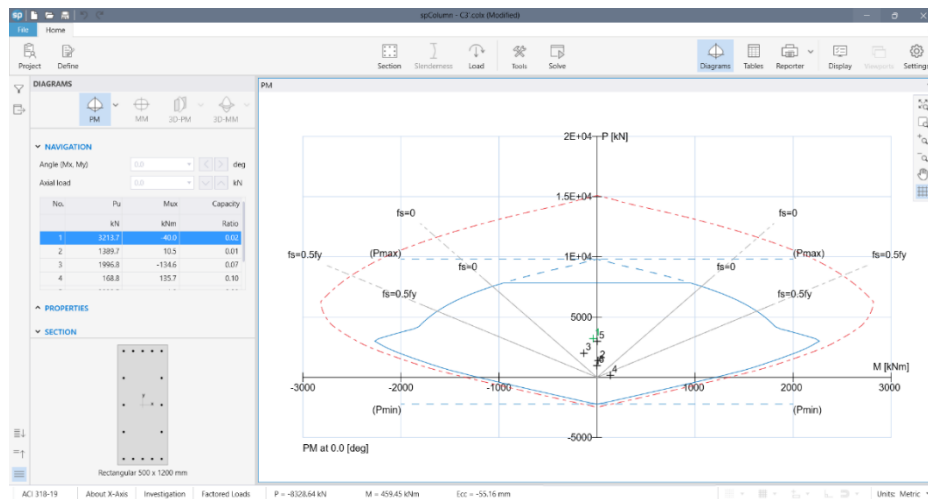 sp
spColumn - C3'.colx (Modified)
File Home
Project Define Section Slenderness Load Tools Solve Diagrams Tables Reporter Display Viewports Settings
DIAGRAMS
PM MM 3D-PM 3D-MM
NAVIGATION
Angle (Mx, My) 0.0 deg
Axial load 0.0 kN
No. Pu Mux Capacity
kN kNm Ratio
1 3213.7 -40.0 0.02
2 1389.7 10.5 0.01
3 1996.8 -134.6 0.07
4 168.8 135.7 0.10
PROPERTIES
SECTION
y
x
Rectangular 500 x 1200 mm
PM
2E+04 P [kN]
1.5E+04
fs=0 fs=0
fs=0.5fy (Pmax) 1E+04 (Pmax) fs=0.5fy
fs=0 fs=0
fs=0.5fy fs=0.5fy
5000
5
3
2
4
M [kNm]
-3000 -2000 -1000 1000 2000 3000
(Pmin) (Pmin)
-5000
PM at 0.0 [deg]
ACI 318-19 About X-Axis Investigation Factored Loads P = -8328.64 kN M = 459.45 kNm Ecc = -55.16 mm Units: Metric